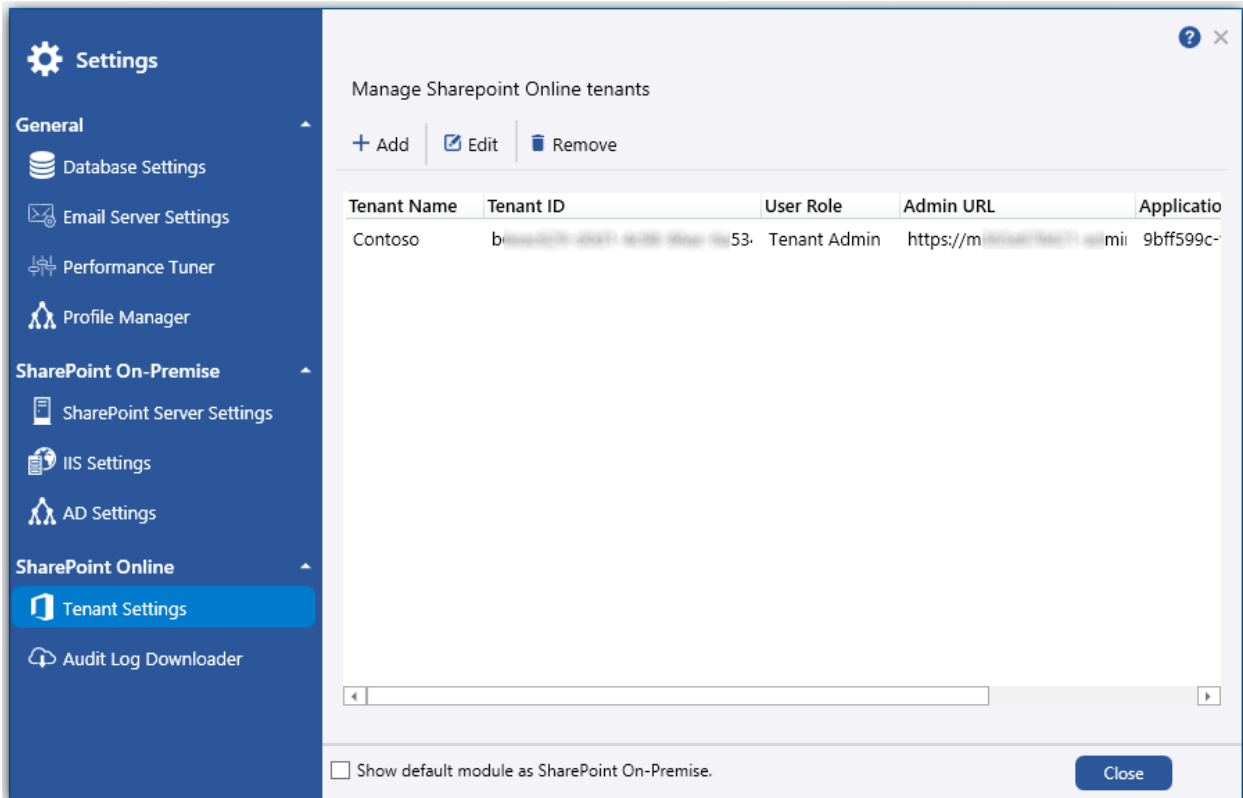 Settings
General
Database Settings
Email Server Settings
Performance Tuner
Profile Manager
SharePoint On-Premise
SharePoint Server Settings
IIS Settings
AD Settings
SharePoint Online
Tenant Settings
Audit Log Downloader
?
Manage Sharepoint Online tenants
+ Add Edit Remove
Tenant Name Tenant ID User Role Admin URL Applicatio
Contoso Tenant Admin https://m 9bff599c-
Show default module as SharePoint On-Premise.
Close